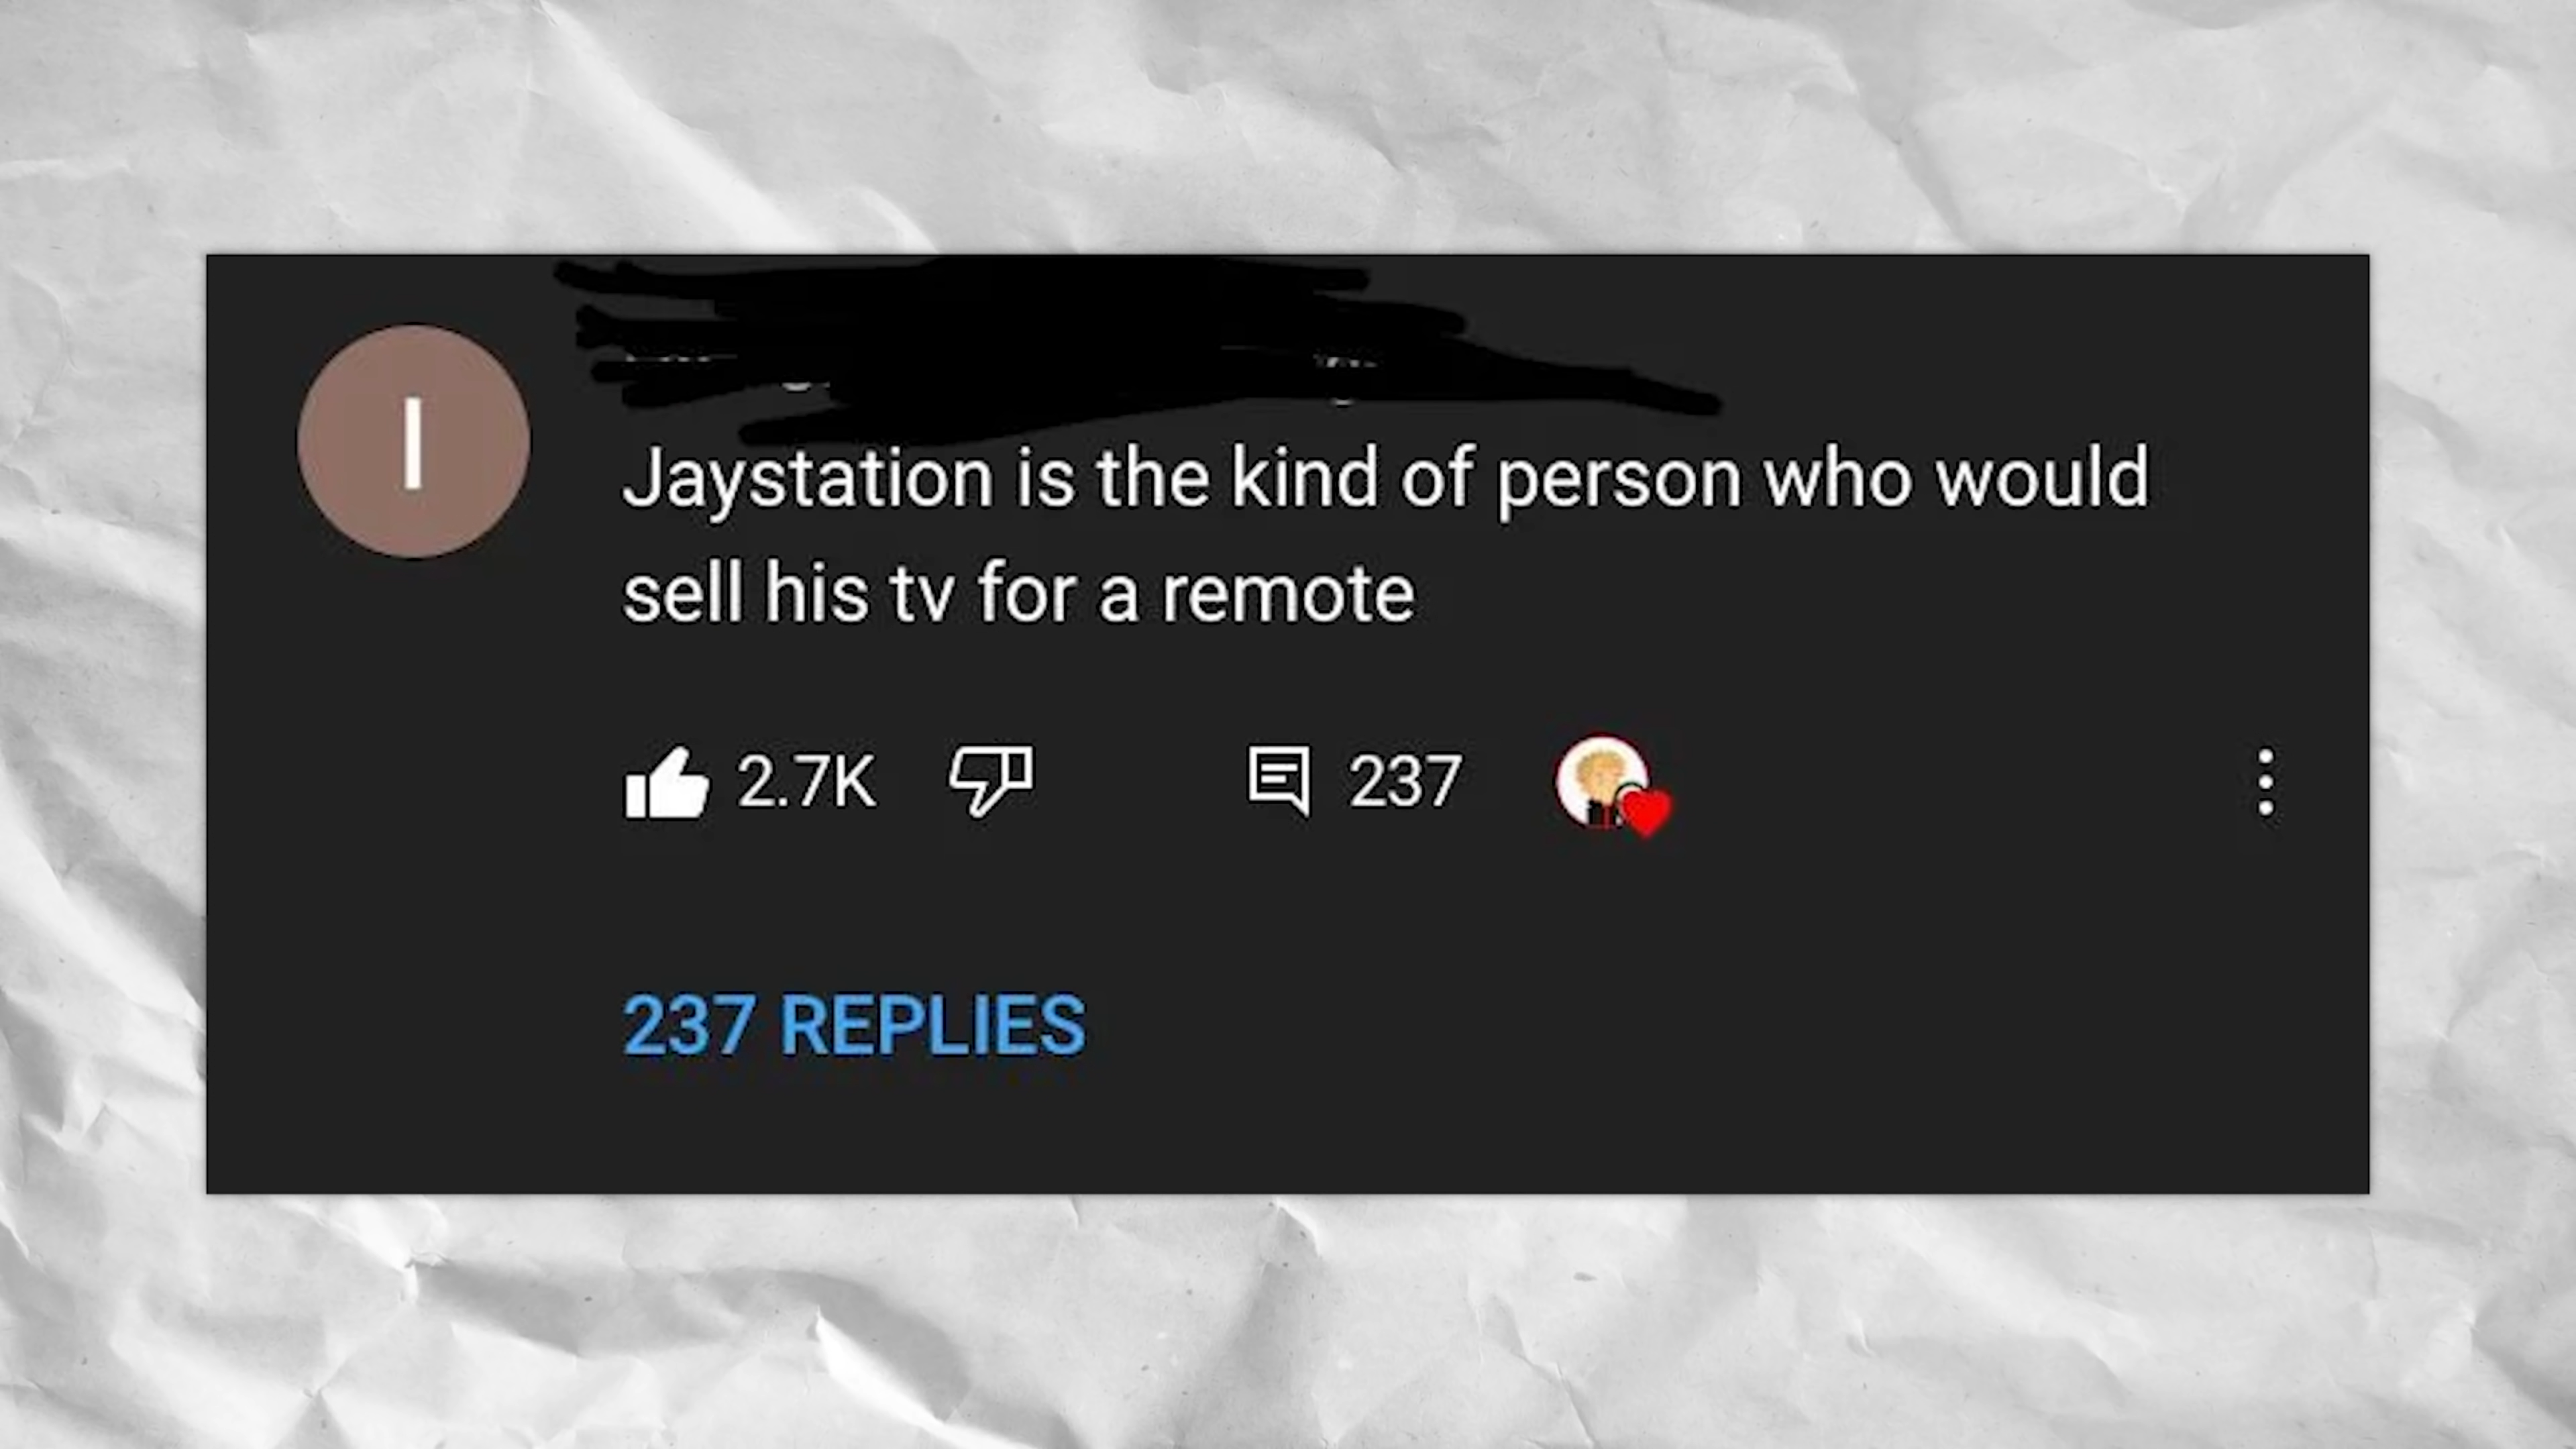 I
Jaystation is the kind of person who would
sell his tv for a remote
2.7K 237
237 REPLIES